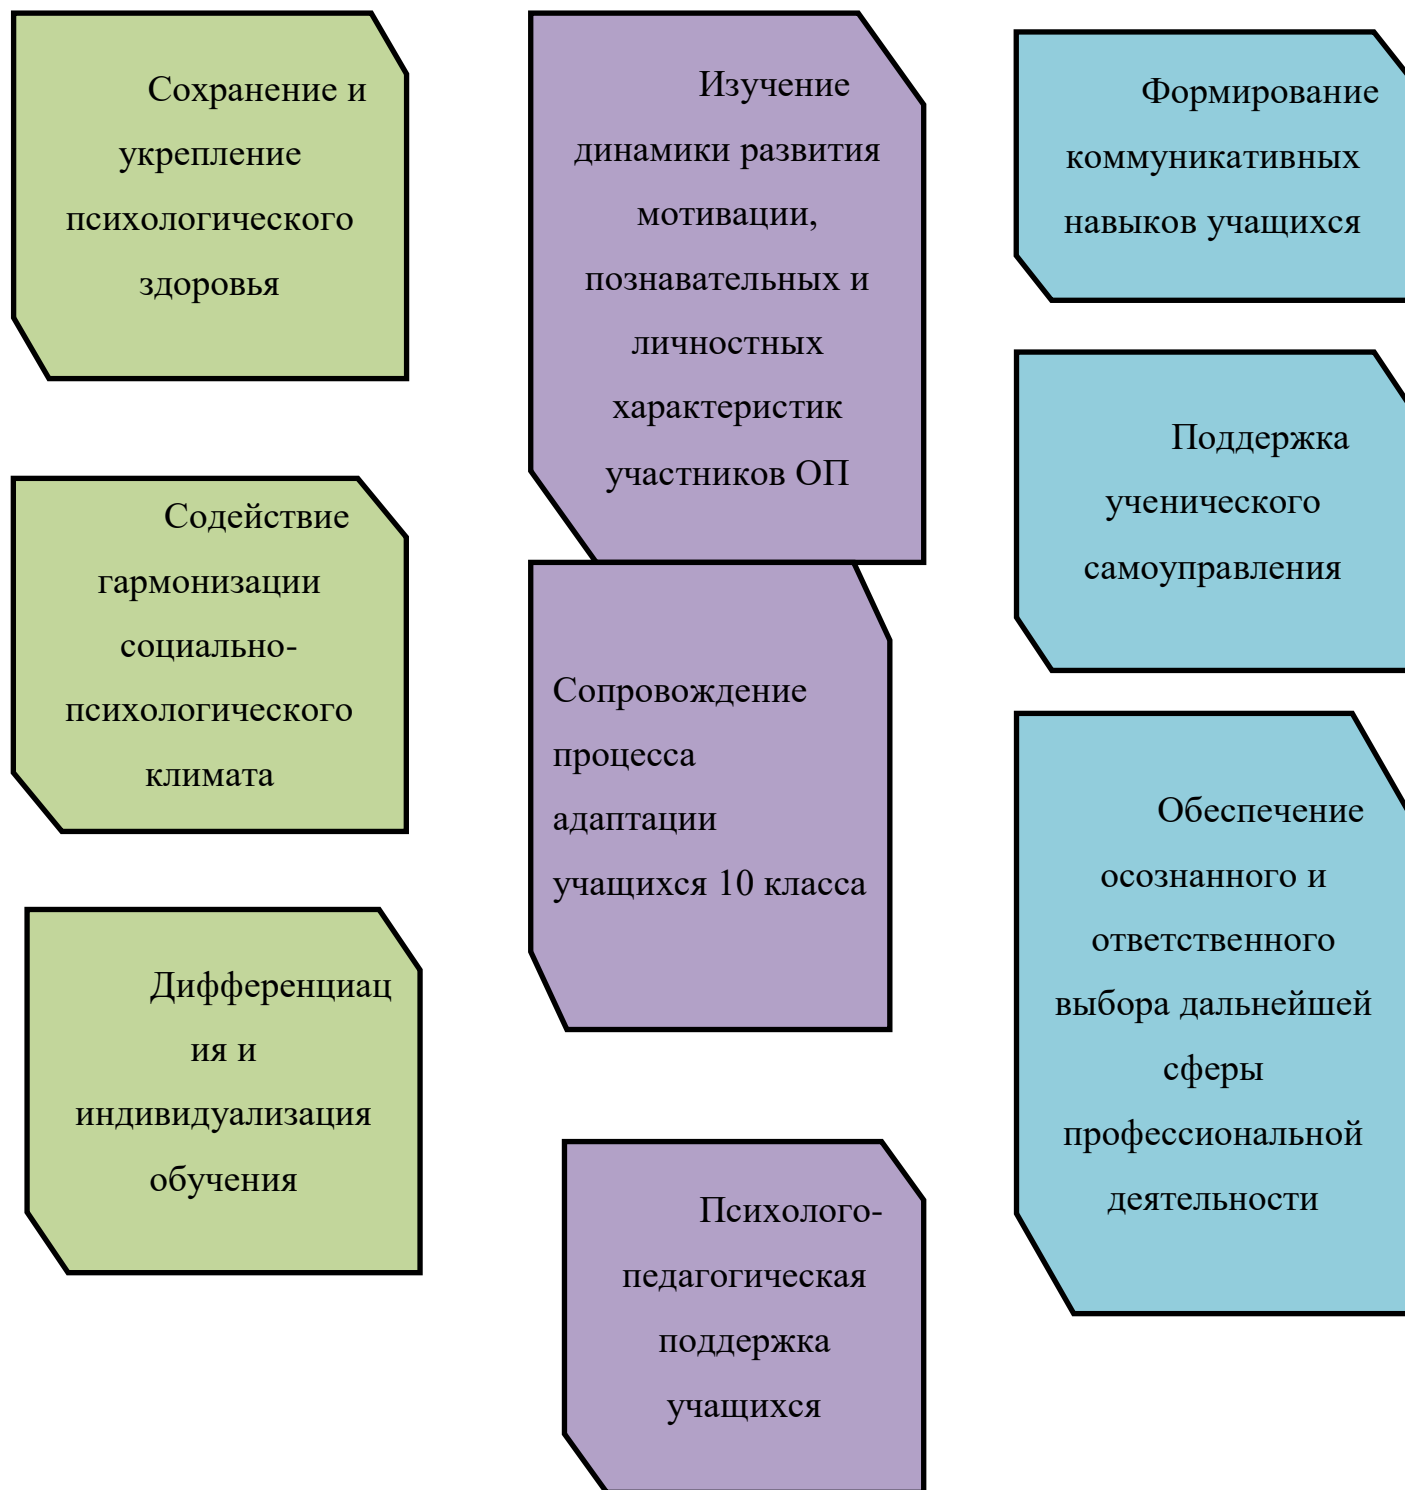 Сохранение и
укрепление
психологического
здоровья
Содействие
гармонизации
социально-
психологического
климата
Дифференциац
ия и
индивидуализация
обучения
Изучение
динамики развития
мотивации,
познавательных и
личностных
характеристик
участников ОП
Сопровождение
процесса
адаптации
учащихся 10 класса
Психолого-
педагогическая
поддержка
учащихся
Формирование
коммуникативных
навыков учащихся
Поддержка
ученического
самоуправления
Обеспечение
осознанного и
ответственного
выбора дальнейшей
сферы
профессиональной
деятельности